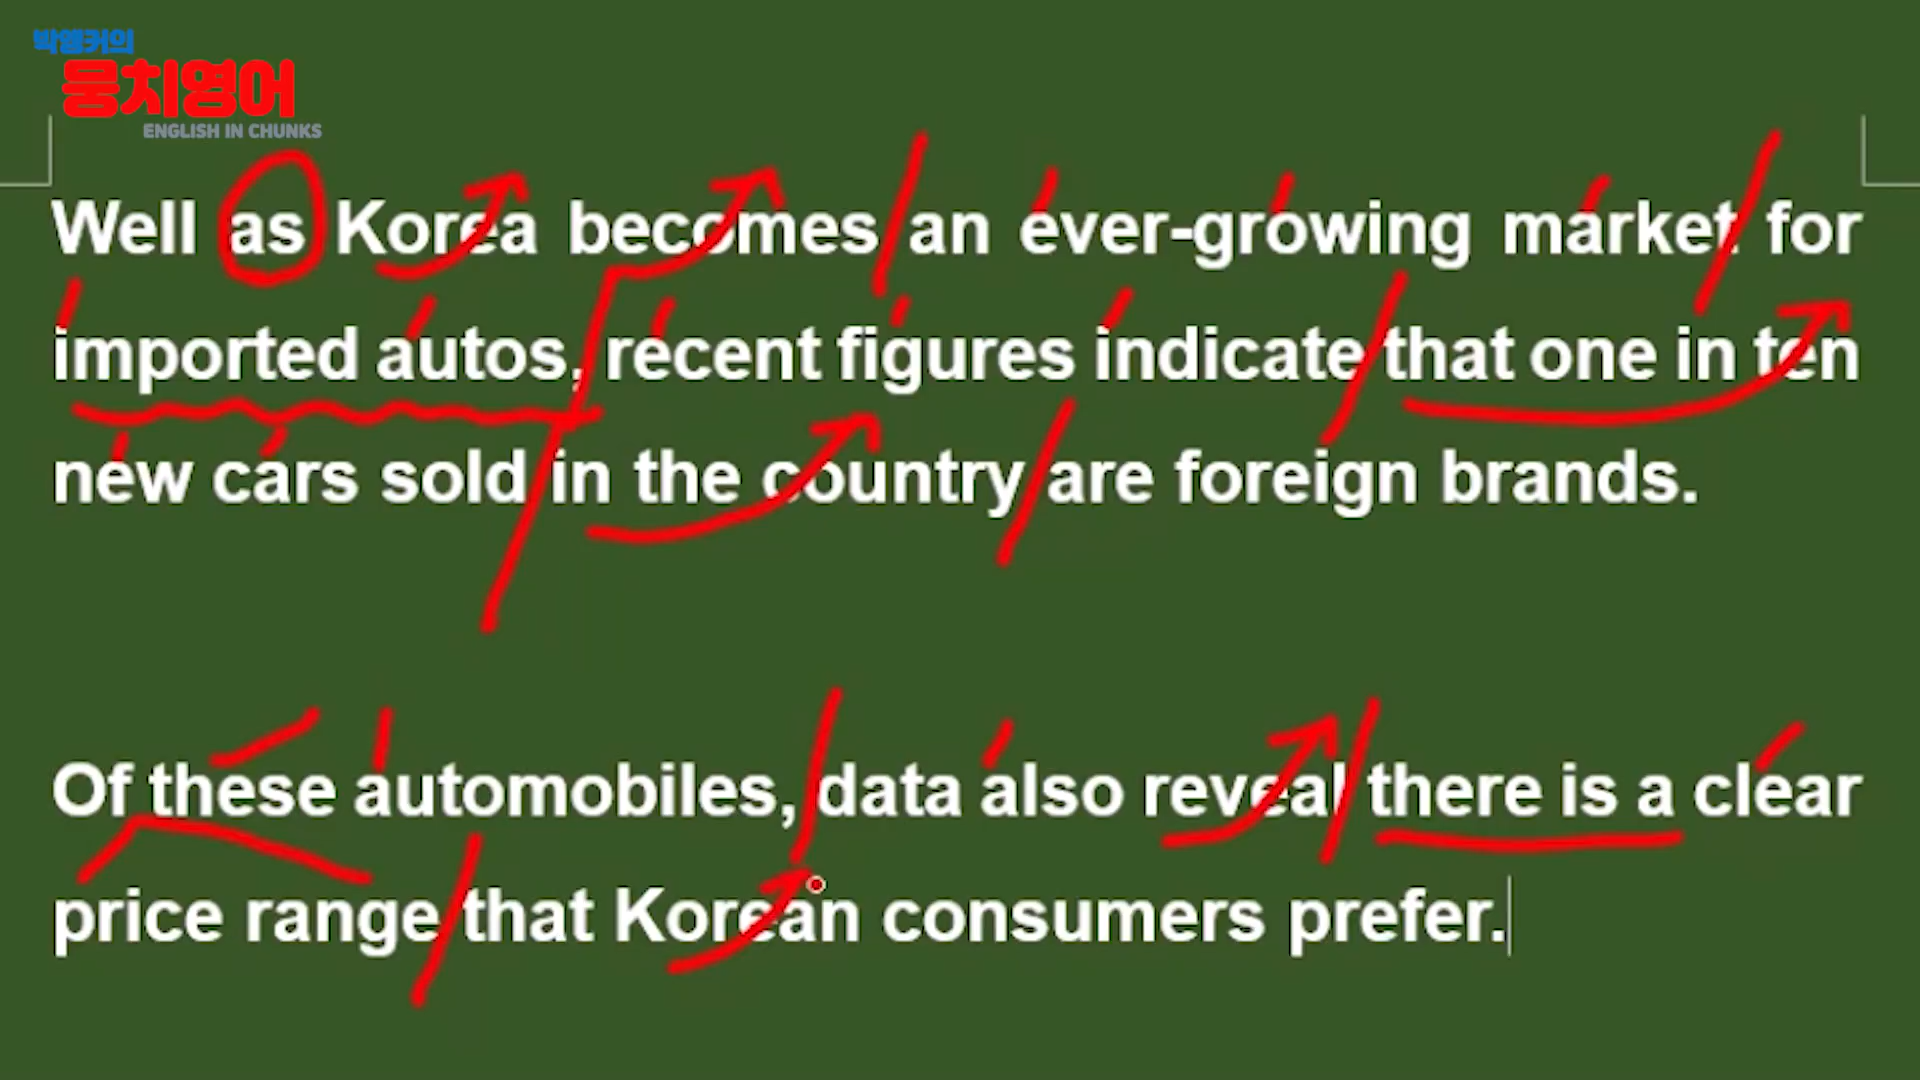 박앵커의
뭉치영어
ENGLISH IN CHUNKS
Well as Korea becomes an ever-growing market for
imported autos, recent figures indicate that one in ten
new cars sold in the country are foreign brands.
Of these automobiles, data also reveal there is a clear
price range that Korean consumers prefer.